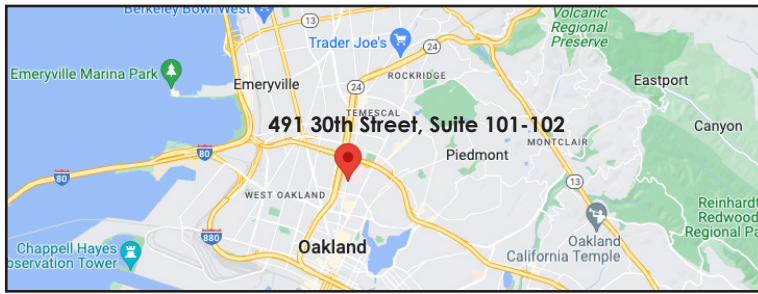 Berkeley Bowl West
13
Volcanic
Regional
Preserve
Trader Joe's
24
Emeryville Marina Park
ROCKRIDGE
Emeryville
24
Eastport
TEMESCAL
491 30th Street, Suite 101-102
Canyon
MONTCLAIR
80
Piedmont
80
13
WEST OAKLAND
Reinhardt
Redwood
Regional Pa
880
Oakland
Oakland
California Temple
Chappell Hayes
oservation Tower